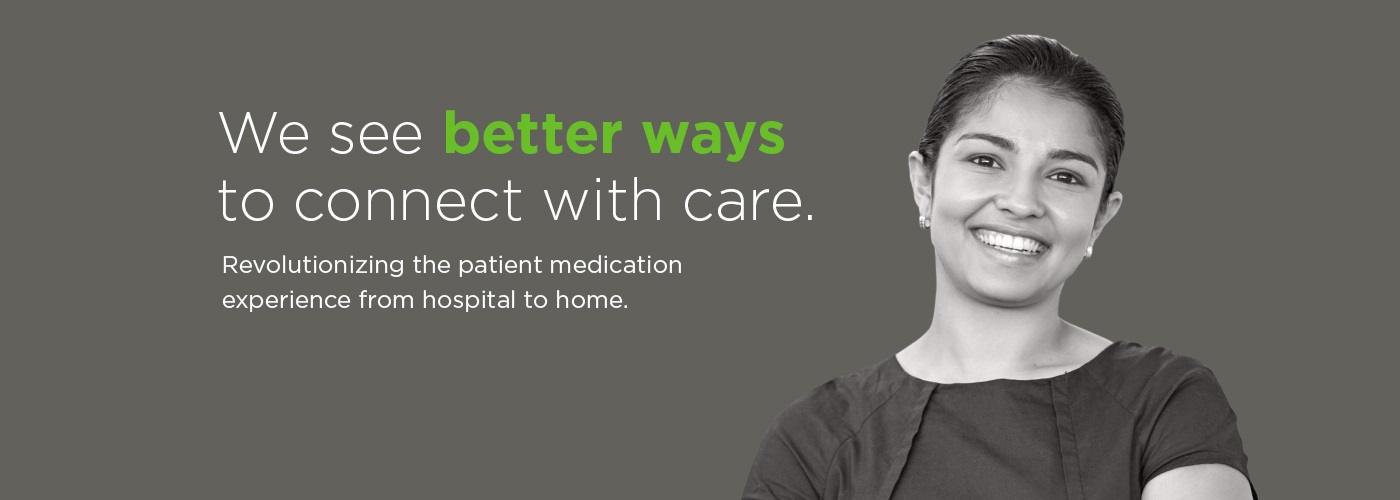 We see better ways
to connect with care.
Revolutionizing the patient medication
experience from hospital to home.